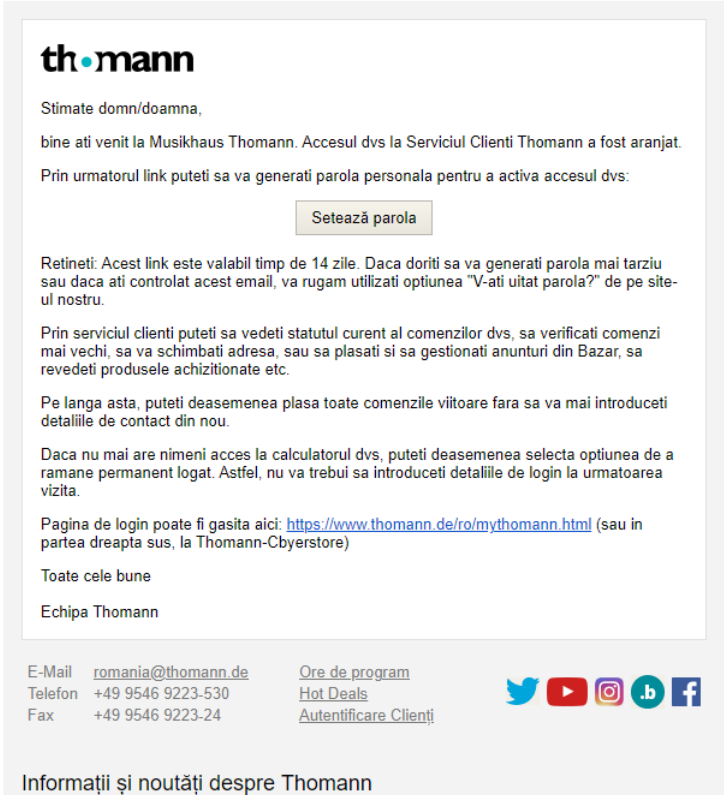 thomann
Stimate domn/doamna,
bine ati venit la Musikhaus Thomann. Accesul dvs la Serviciul Clienti Thomann a fost aranjat.
Prin urmatorul link puteti sa va generati parola personala pentru a activa accesul dvs:
Setează parola
Retineti: Acest link este valabil timp de 14 zile. Daca doriti sa va generati parola mai tarziu
sau daca ati controlat acest email, va rugam utilizati optiunea "V-ati uitat parola?" de pe site-
ul nostru.
Prin serviciul clienti puteti sa vedeti statutul curent al comenzilor dvs, sa verificati comenzi
mai vechi, sa va schimbati adresa, sau sa plasati si sa gestionati anunturi din Bazar, sa
revedeti produsele achizitionate etc.
Pe langa asta, puteti deasemenea plasa toate comenzile viitoare fara sa va mai introduceti
detaliile de contact din nou.
Daca nu mai are nimeni acces la calculatorul dvs, puteti deasemenea selecta optiunea de a
ramane permanent logat. Astfel, nu va trebui sa introduceti detaliile de login la urmatoarea
vizita.
Pagina de login poate fi gasita aici: https://www.thomann.de/ro/mythomann.html (sau in
partea dreapta sus, la Thomann-Cbyerstore)
Toate cele bune
Echipa Thomann
E-Mail romania@thomann.de
Telefon +49 9546 9223-530
Fax +49 9546 9223-24
Ore de program
Hot Deals
Autentificare Clienți
.b
Informații și noutăți despre Thomann